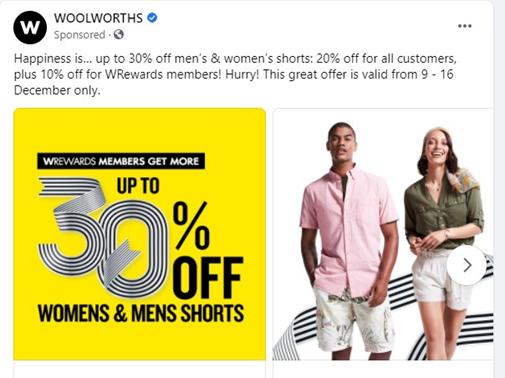 W
WOOLWORTHS
Sponsored ·
Happiness is... up to 30% off men's & women's shorts: 20% off for all customers,
plus 10% off for WRewards members! Hurry! This great offer is valid from 9 - 16
December only.
WREWARDS MEMBERS GET MORE
UP TO
30%
OFF
WOMENS & MENS SHORTS